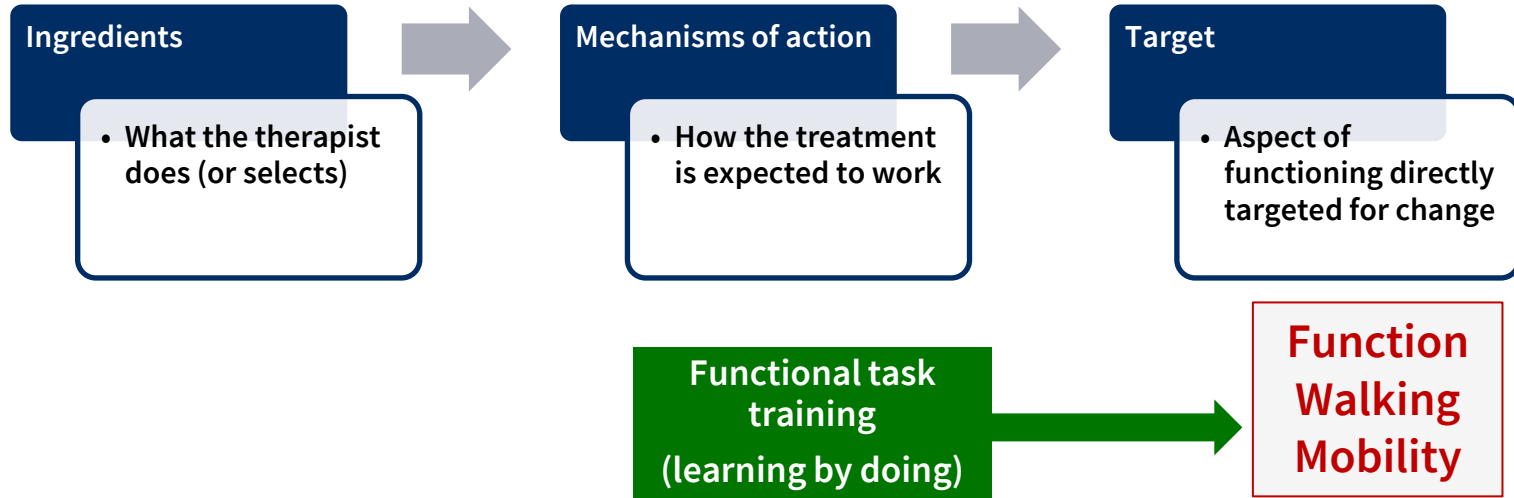 Ingredients
• What the therapist
does (or selects)
Mechanisms of action
• How the treatment
is expected to work
Target
• Aspect of
functioning directly
targeted for change
Functional task
training
(learning by doing)
Function
Walking
Mobility